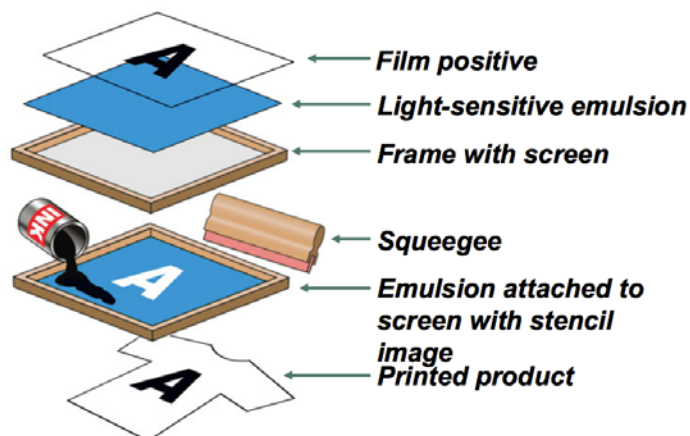 A
Film positive
Light-sensitive emulsion
Frame with screen
INK
Squeegee
A
Emulsion attached to
screen with stencil
image
A
Printed product